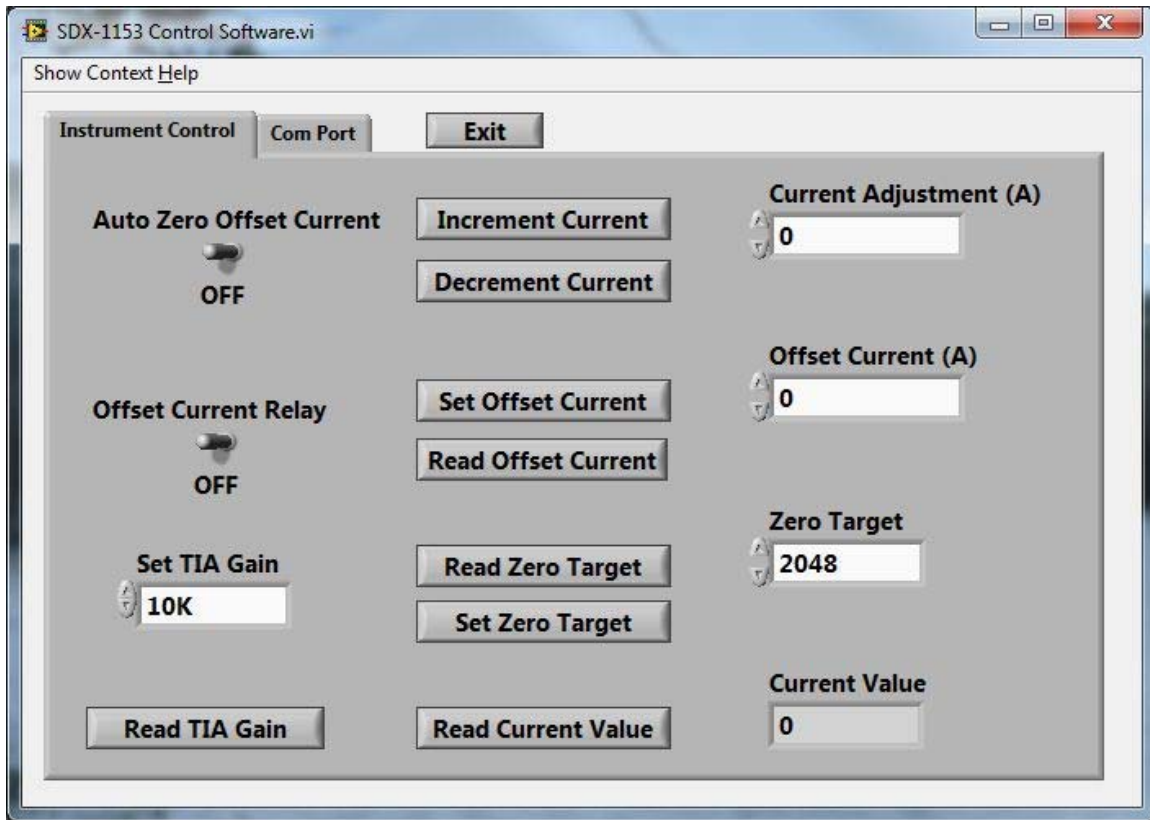 SDX-1153 Control Software.vi
Show Context Help
Instrument Control
Com Port
Exit
Auto Zero Offset Current
OFF
Increment Current
Decrement Current
Current Adjustment (A)
0
Offset Current Relay
OFF
Set Offset Current
Read Offset Current
Offset Current (A)
0
Set TIA Gain
10K
Read Zero Target
Set Zero Target
Zero Target
2048
Read TIA Gain
Read Current Value
Current Value
0